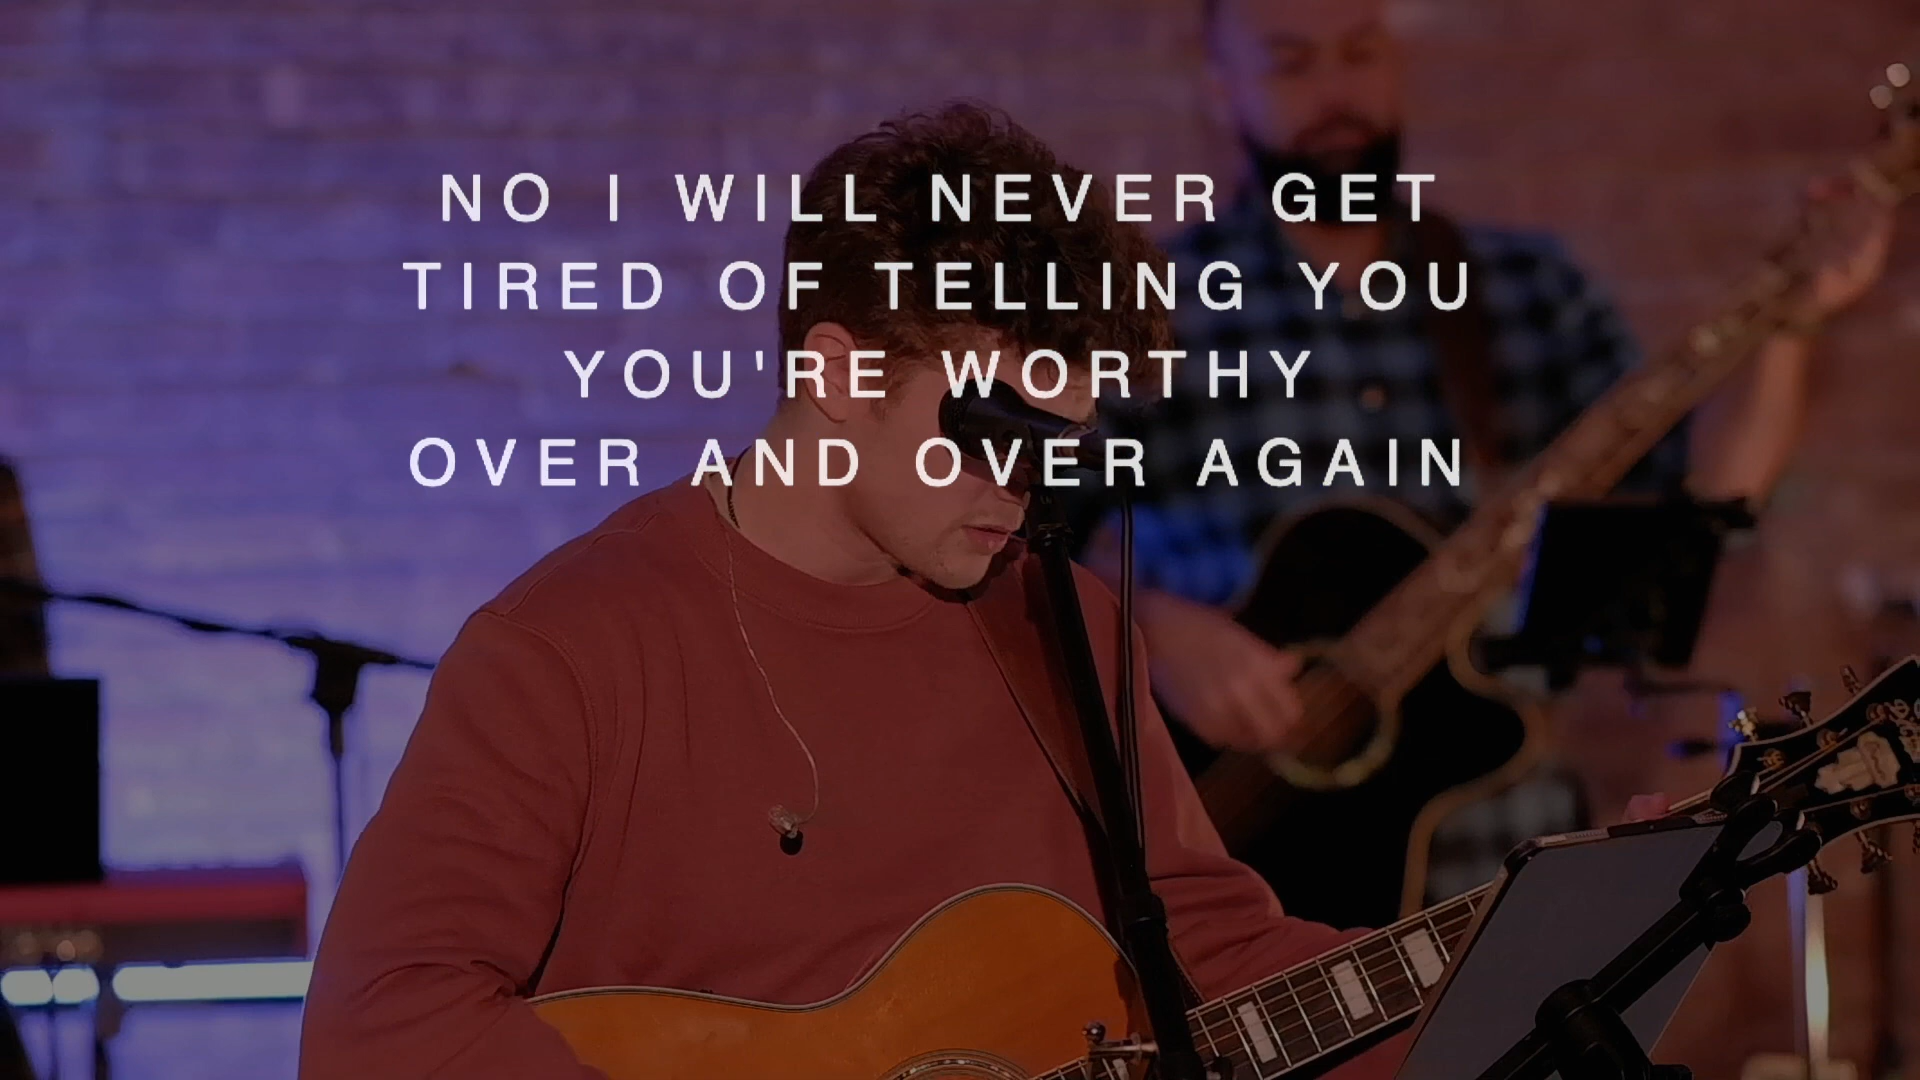 NO I WILL NEVER GET
TIRED OF TELLING YOU
YOU'RE WORTHY
OVER AND OVER AGAIN